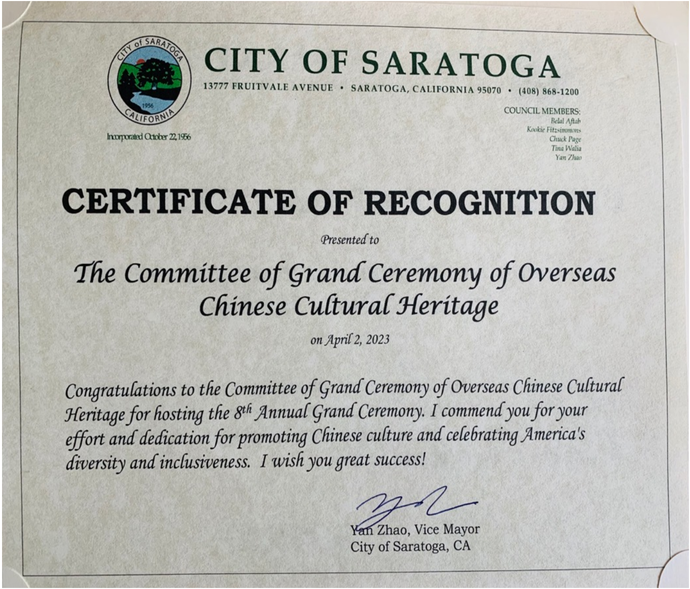 CITY OF SARATOGA
1956
CALIFORNIA
Incorporated October 22, 1956
CITY OF SARATOGA
13777 FRUITVALE AVENUE • SARATOGA, CALIFORNIA 95070 • (408) 868-1200
COUNCIL MEMBERS:
Belal Aftab
Kookie Fitzsimmons
Chuck Page
Tina Walia
Yan Zhao
CERTIFICATE OF RECOGNITION
Presented to
The Committee of Grand Ceremony of Overseas
Chinese Cultural Heritage
on April 2, 2023
Congratulations to the Committee of Grand Ceremony of Overseas Chinese Cultural
Heritage for hosting the 8th Annual Grand Ceremony. I commend you for your
effort and dedication for promoting Chinese culture and celebrating America's
diversity and inclusiveness. I wish you great success!
Yan Zhao, Vice Mayor
City of Saratoga, CA